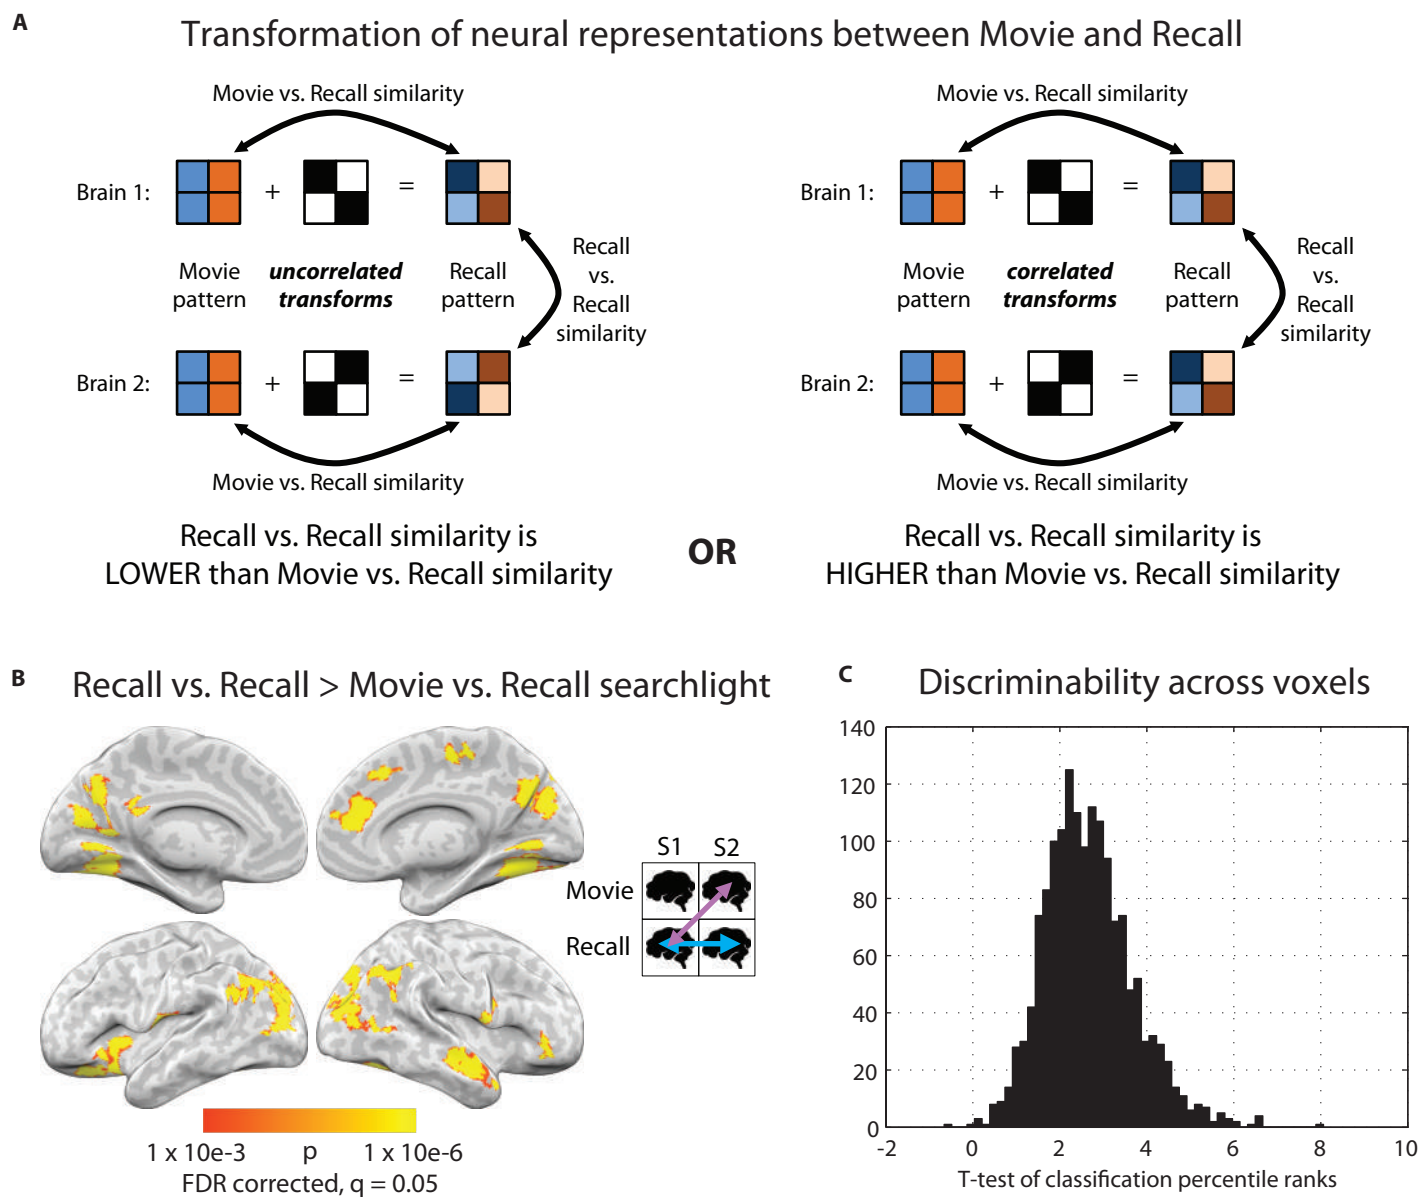 A
Transformation of neural representations between Movie and Recall
Movie vs. Recall similarity
Brain 1:
+
=
Movie
pattern
uncorrelated
transforms
Recall
pattern
Recall
vs.
Recall
similarity
Brain 2:
+
=
Movie vs. Recall similarity
Recall vs. Recall similarity is
LOWER than Movie vs. Recall similarity
OR
Movie vs. Recall similarity
Brain 1:
+
=
Movie
pattern
correlated
transforms
Recall
pattern
Recall
vs.
Recall
similarity
Brain 2:
+
=
Movie vs. Recall similarity
Recall vs. Recall similarity is
HIGHER than Movie vs. Recall similarity
B
Recall vs. Recall > Movie vs. Recall searchlight
S1 S2
Movie
Recall
1 x 10e-3 p 1 x 10e-6
FDR corrected, q = 0.05
C
Discriminability across voxels
140
120
100
80
60
40
20
0
-2 0 2 4 6 8 10
T-test of classification percentile ranks